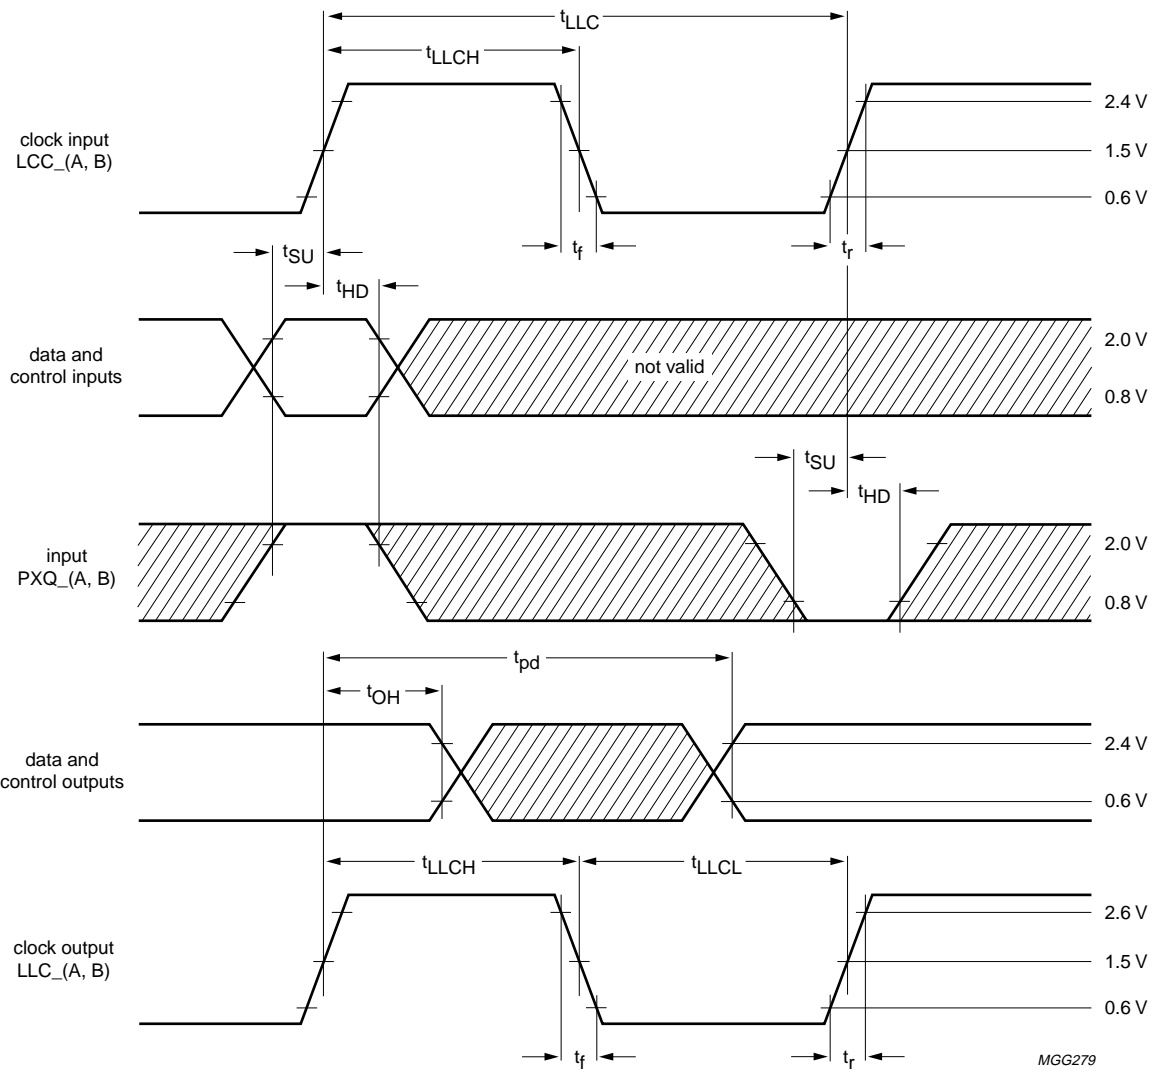 tLLC
tLLCH
2.4 V
clock input
LCC_(A, B)
1.5 V
0.6 V
tSU
tf
tr
tHD
data and
control inputs
not valid
2.0 V
0.8 V
tSU
tHD
input
PXQ_(A, B)
2.0 V
0.8 V
tpd
tOH
data and
control outputs
2.4 V
0.6 V
tLLCH
tLLCL
clock output
LLC_(A, B)
2.6 V
1.5 V
0.6 V
tf
tr
MGG279